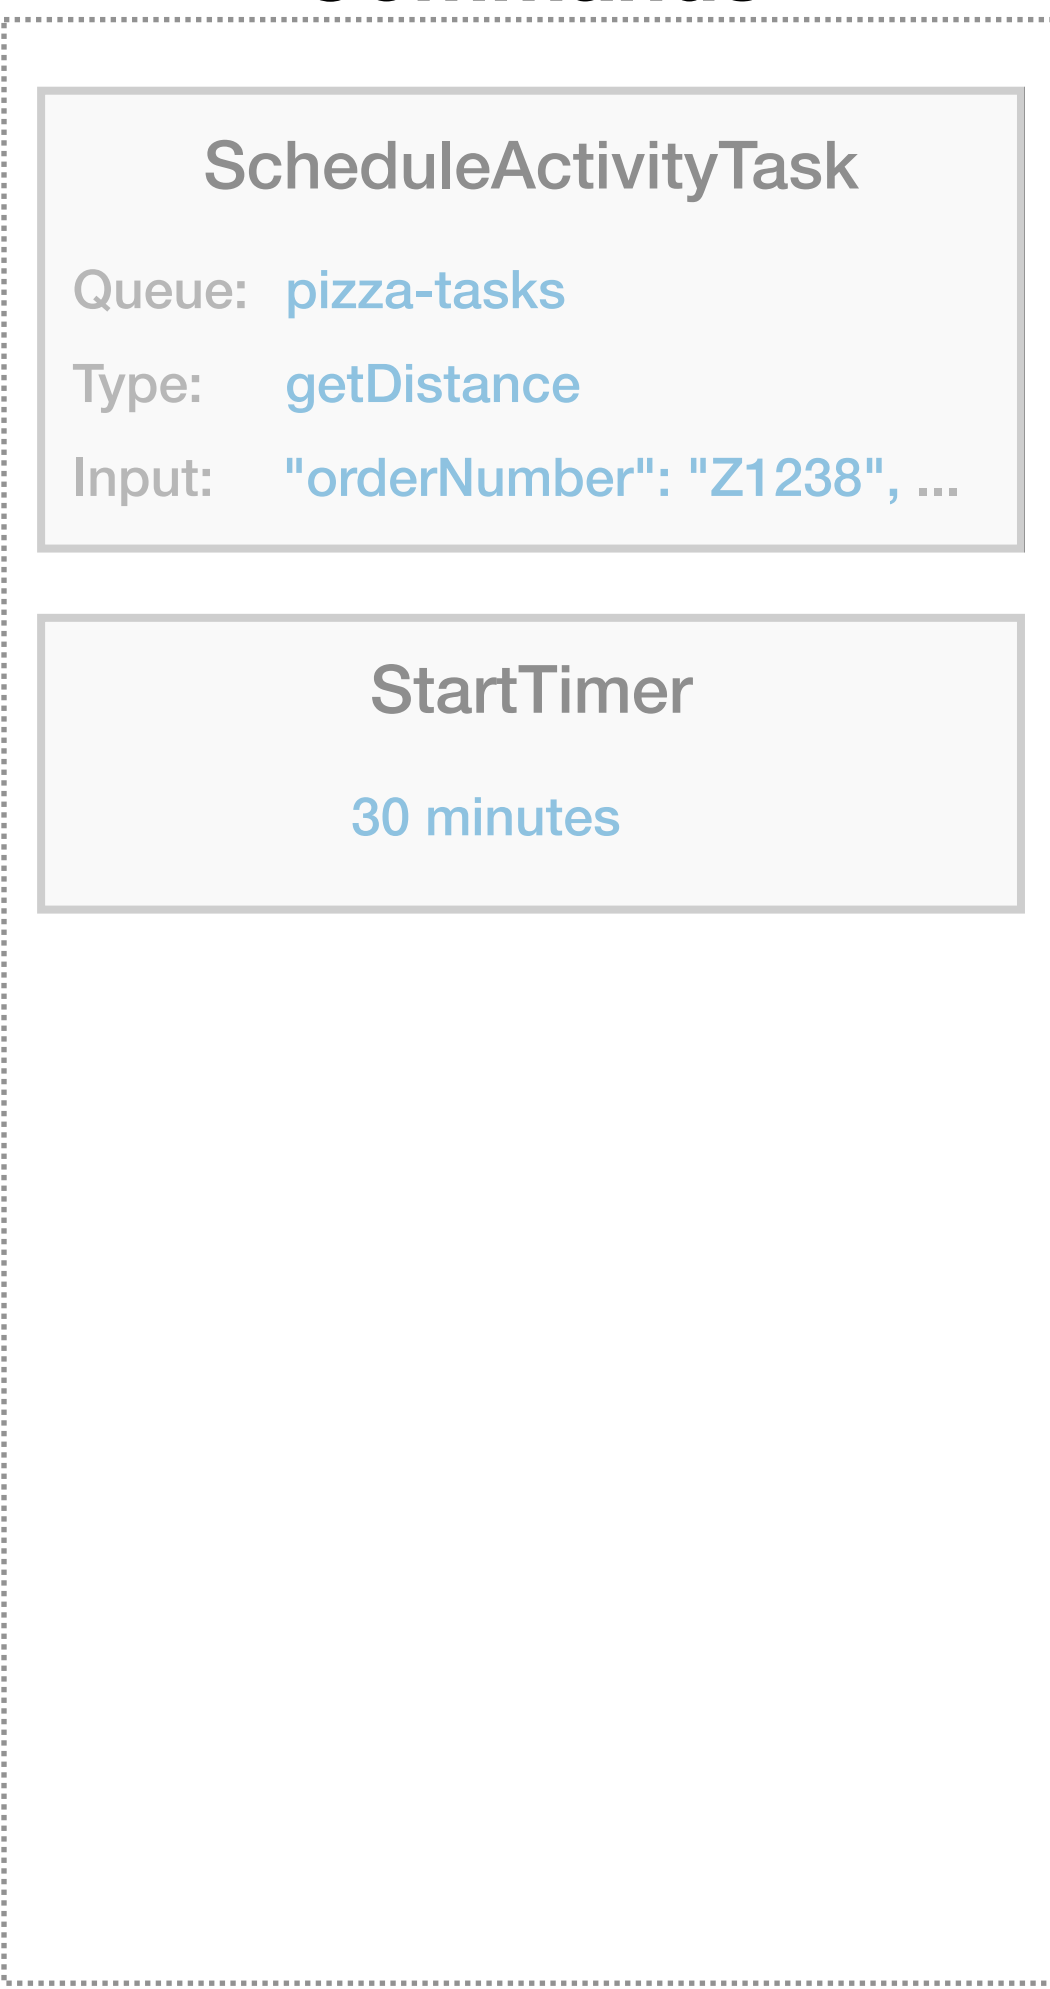 ScheduleActivityTask
Queue: pizza-tasks
Type: getDistance
Input: "orderNumber": "Z1238", ...
StartTimer
30 minutes